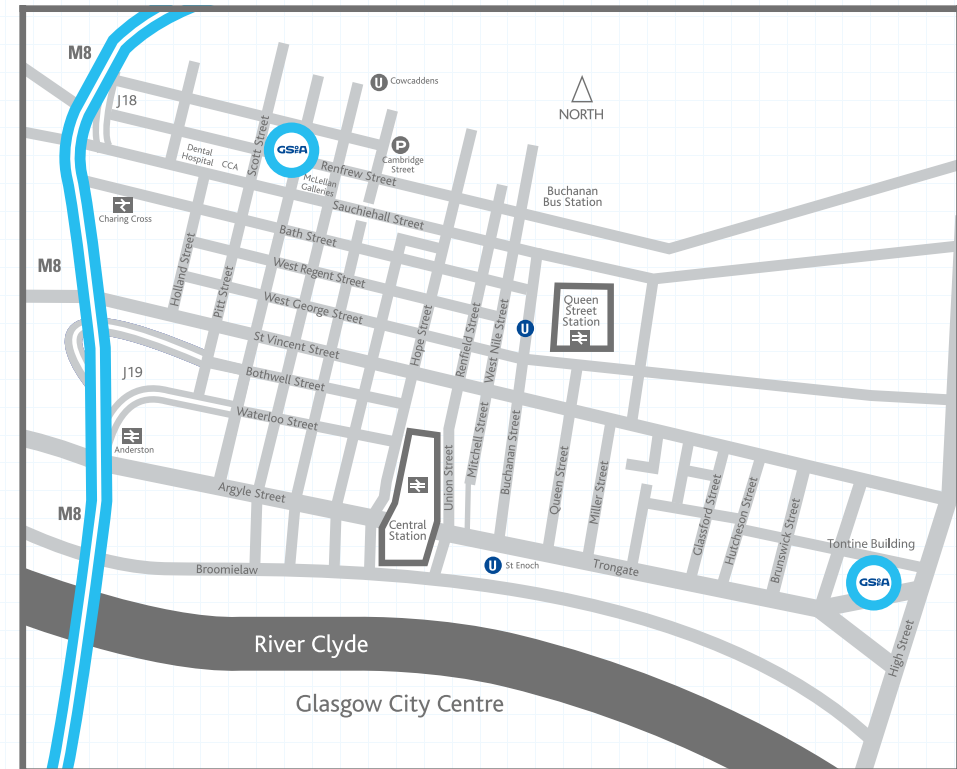 M8
J18
U Cowcaddens
NORTH
Scott Street
GSofA
P
Cambridge
Street
Dental
Hospital
CCA
McLellan
Galleries
Renfrew Street
Buchanan
Bus Station
Charing Cross
Sauchiehall Street
Bath Street
M8
Holland Street
Pitt Street
West Regent Street
West George Street
Hope Street
Renfield Street
West Nile Street
U
Queen
Street
Station
St Vincent Street
J19
Bothwell Street
Waterloo Street
Anderston
Union Street
Mitchell Street
Buchanan Street
Queen Street
Miller Street
Glassford Street
Hutcheson Street
Brunswick Street
Argyle Street
M8
Central
Station
Tontine Building
GSofA
U St Enoch
Trongate
Broomielaw
High Street
River Clyde
Glasgow City Centre